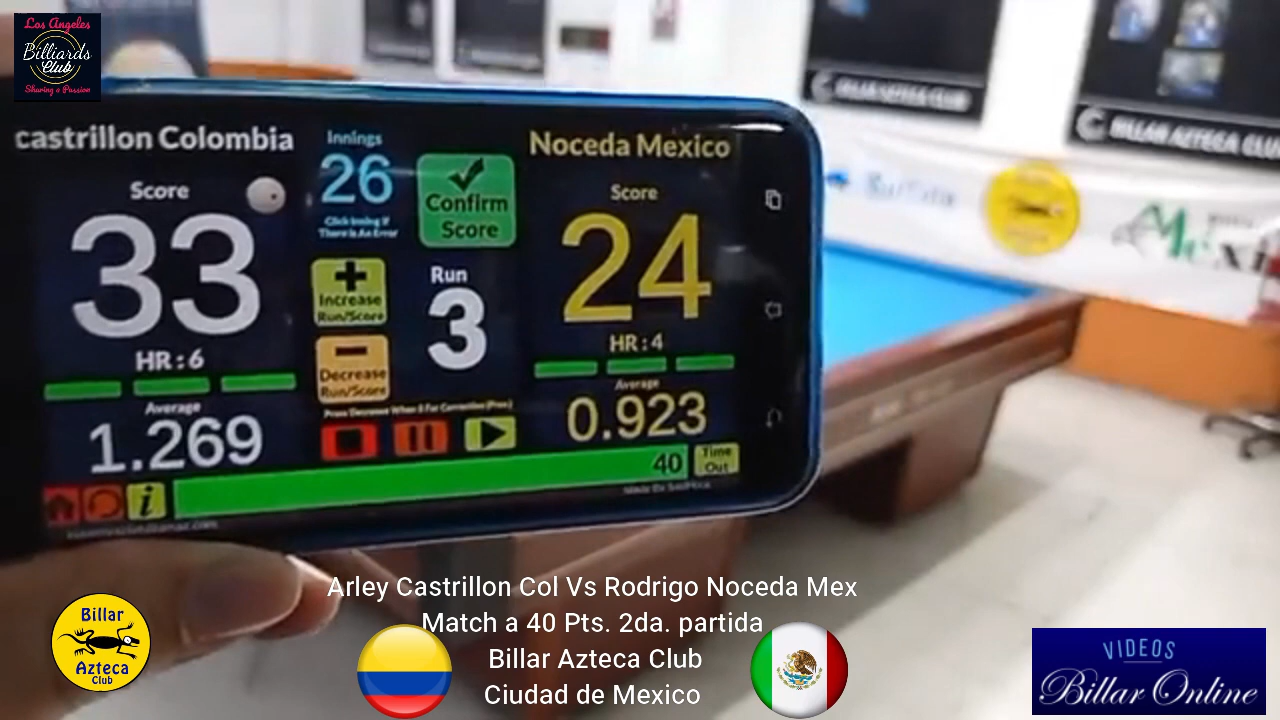 Los Angeles
Billiards
Club
Sharing a Passion
BILLAR AZTECA CLUB
BILLAR AZTECA CLU
castrillon Colombia
Innings
26
Click Inning If
There Is An Error
Confirm
Score
Noceda Mexico
Score
33
Score
24
Increase
Run/Score
Run
3
HR : 6
HR : 4
Decrease
Run/Score
Average
1.269
Average
0.923
40
Time
Out
i
Arley Castrillon Col Vs Rodrigo Noceda Mex
Match a 40 Pts. 2da. partida
Billar Azteca Club
Ciudad de Mexico
Billar
Azteca
Club
VIDEOS
Billar Online